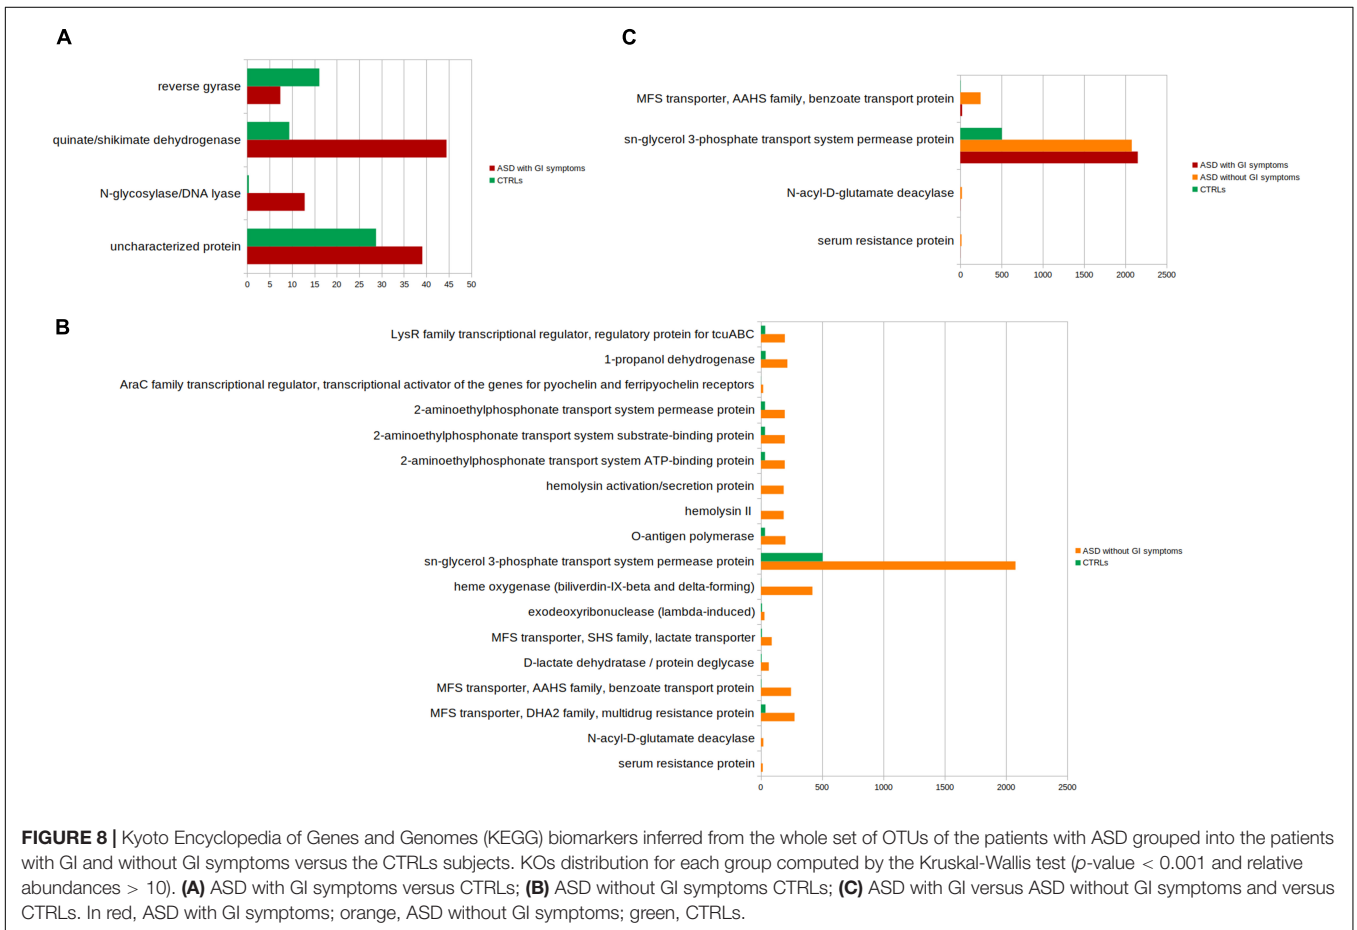 A
reverse gyrase
quinate/shikimate dehydrogenase
N-glycosylase/DNA lyase
uncharacterized protein
0 5 10 15 20 25 30 35 40 45 50
ASD with GI symptoms
CTRLs
C
MFS transporter, AAHS family, benzoate transport protein
sn-glycerol 3-phosphate transport system permease protein
N-acyl-D-glutamate deacylase
serum resistance protein
0 500 1000 1500 2000 2500
ASD with GI symptoms
ASD without GI symptoms
CTRLs
B
LysR family transcriptional regulator, regulatory protein for tcuABC
1-propanol dehydrogenase
AraC family transcriptional regulator, transcriptional activator of the genes for pyochelin and ferripyochelin receptors
2-aminoethylphosphonate transport system permease protein
2-aminoethylphosphonate transport system substrate-binding protein
2-aminoethylphosphonate transport system ATP-binding protein
hemolysin activation/secretion protein
hemolysin II
O-antigen polymerase
sn-glycerol 3-phosphate transport system permease protein
heme oxygenase (biliverdin-IX-beta and delta-forming)
exodeoxyribonuclease (lambda-induced)
MFS transporter, SHS family, lactate transporter
D-lactate dehydratase / protein deglycase
MFS transporter, AAHS family, benzoate transport protein
MFS transporter, DHA2 family, multidrug resistance protein
N-acyl-D-glutamate deacylase
serum resistance protein
0 500 1000 1500 2000 2500
ASD without GI symptoms
CTRLs
FIGURE 8 | Kyoto Encyclopedia of Genes and Genomes (KEGG) biomarkers inferred from the whole set of OTUs of the patients with ASD grouped into the patients
with GI and without GI symptoms versus the CTRLs subjects. KOs distribution for each group computed by the Kruskal-Wallis test (p-value < 0.001 and relative
abundances > 10). (A) ASD with GI symptoms versus CTRLs; (B) ASD without GI symptoms CTRLs; (C) ASD with GI versus ASD without GI symptoms and versus
CTRLs. In red, ASD with GI symptoms; orange, ASD without GI symptoms; green, CTRLs.